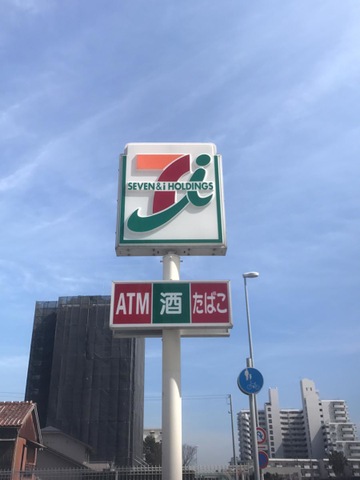 SEVEN & i HOLDINGS
ATM 酒 たばこ